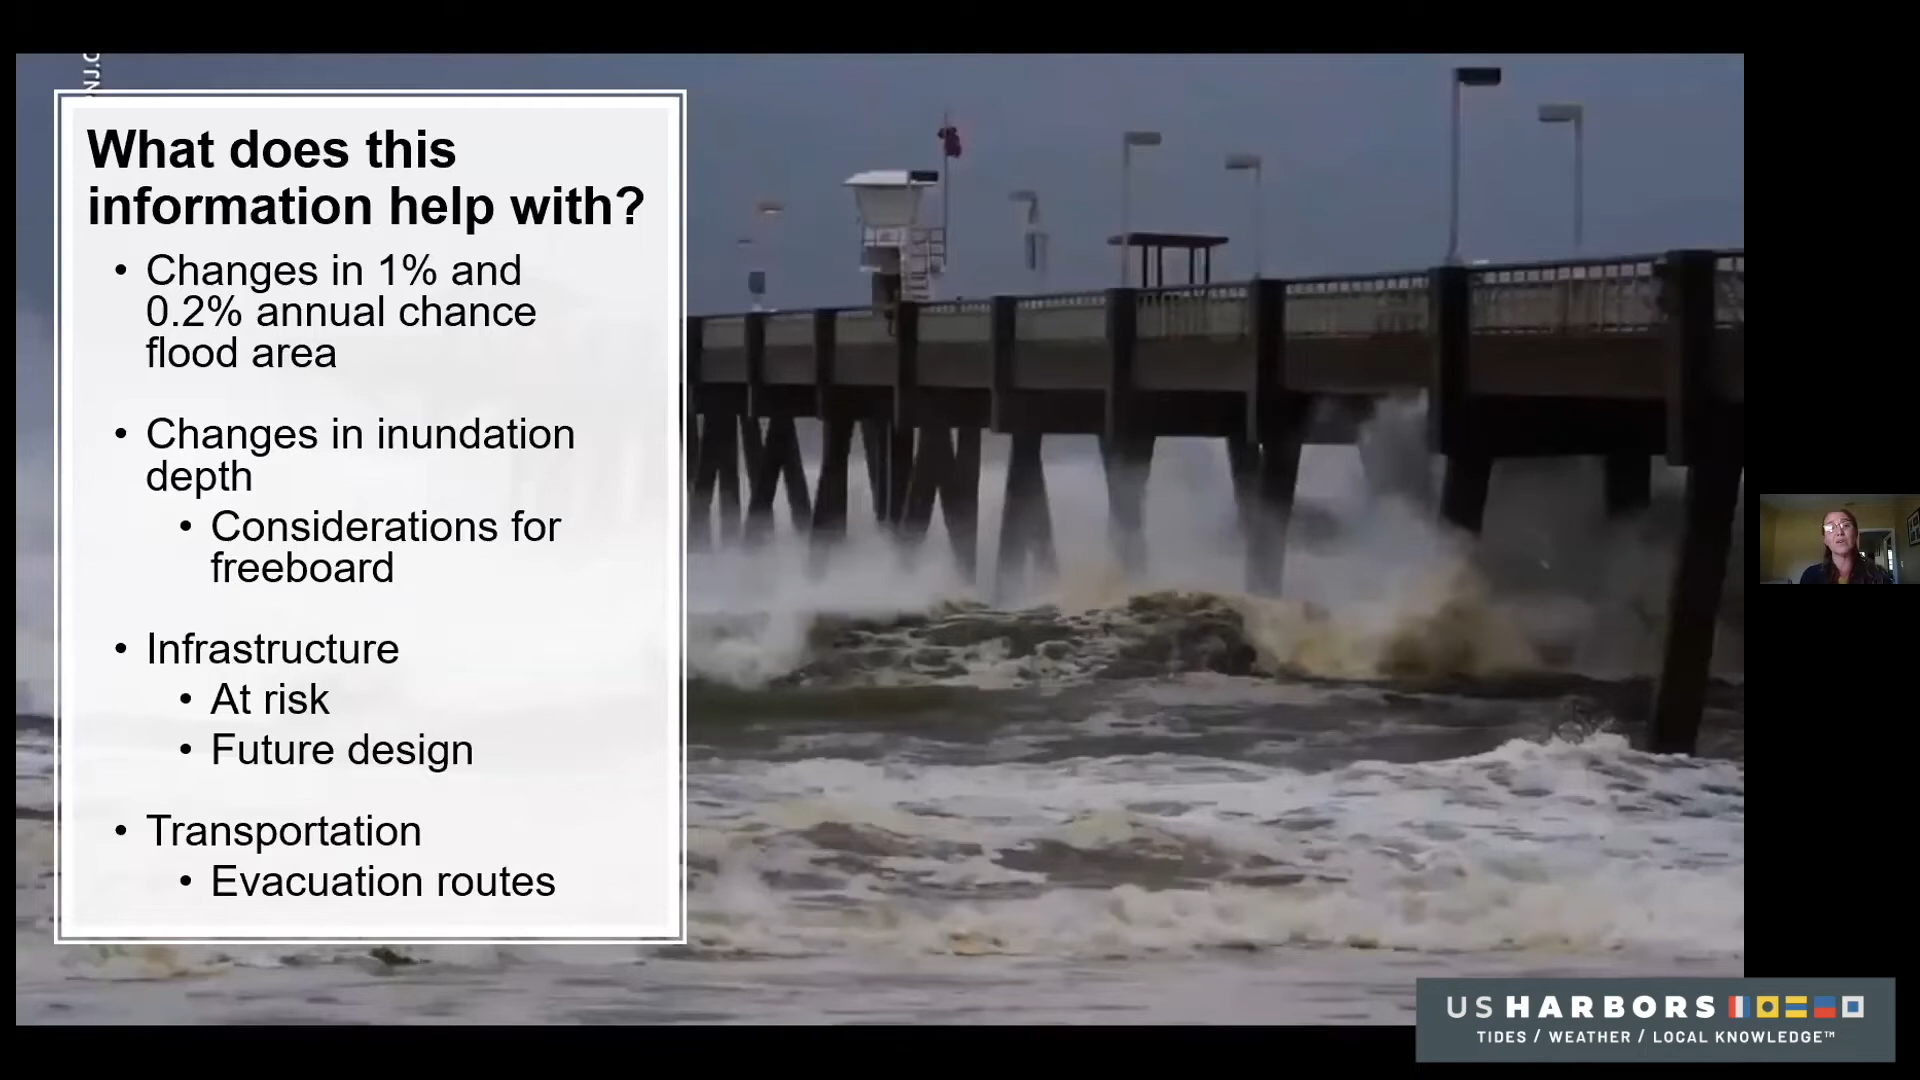 What does this
information help with?
• Changes in 1% and
0.2% annual chance
flood area
• Changes in inundation
depth
• Considerations for
freeboard
• Infrastructure
• At risk
• Future design
• Transportation
• Evacuation routes
US HARBORS
TIDES / WEATHER / LOCAL KNOWLEDGE™